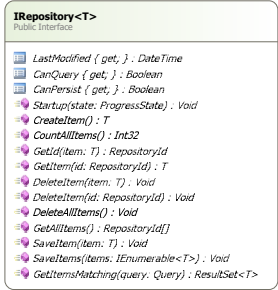 IRepository<T>
Public Interface
LastModified { get; } : DateTime
CanQuery { get; } : Boolean
CanPersist { get; } : Boolean
Startup(state: ProgressState) : Void
CreateItem() : T
CountAllItems() : Int32
GetId(item: T) : RepositoryId
GetItem(id: RepositoryId) : T
DeleteItem(item: T) : Void
DeleteItem(id: RepositoryId) : Void
DeleteAllItems() : Void
GetAllItems() : RepositoryId[]
SaveItem(item: T) : Void
SaveItems(items: IEnumerable<T>) : Void
GetItemsMatching(query: Query) : ResultSet<T>